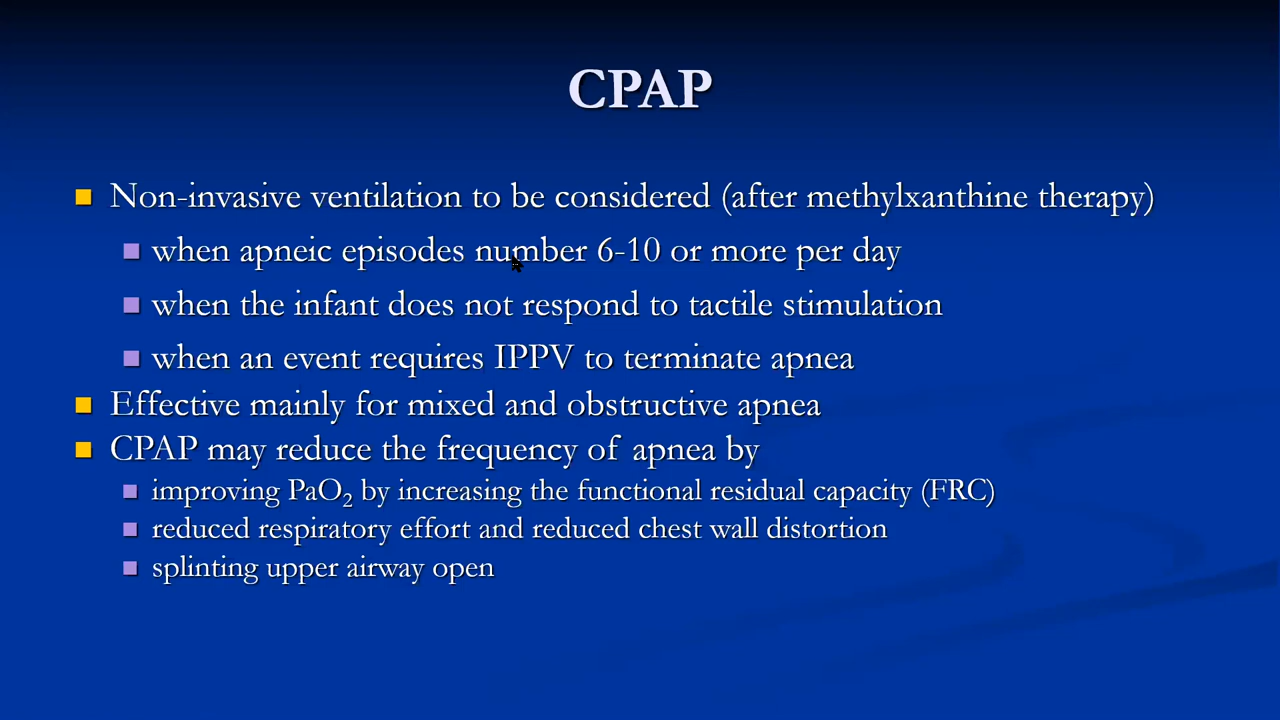 CPAP
Non-invasive ventilation to be considered (after methylxanthine therapy)
when apneic episodes number 6-10 or more per day
when the infant does not respond to tactile stimulation
when an event requires IPPV to terminate apnea
Effective mainly for mixed and obstructive apnea
CPAP may reduce the frequency of apnea by
improving PaO₂ by increasing the functional residual capacity (FRC)
reduced respiratory effort and reduced chest wall distortion
splinting upper airway open